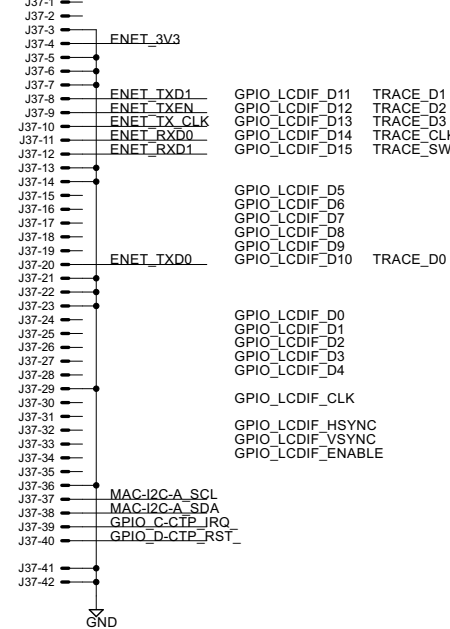 J37-1
J37-2
J37-3
J37-4 ENET_3V3
J37-5
J37-6
J37-7
J37-8 ENET_TXD1 GPIO_LCDIF_D11 TRACE_D1
J37-9 ENET_TXEN GPIO_LCDIF_D12 TRACE_D2
J37-10 ENET_TX_CLK GPIO_LCDIF_D13 TRACE_D3
J37-11 ENET_RXD0 GPIO_LCDIF_D14 TRACE_CLK
J37-12 ENET_RXD1 GPIO_LCDIF_D15 TRACE_SW
J37-13
J37-14
J37-15 GPIO_LCDIF_D5
J37-16 GPIO_LCDIF_D6
J37-17 GPIO_LCDIF_D7
J37-18 GPIO_LCDIF_D8
J37-19 GPIO_LCDIF_D9
J37-20 ENET_TXD0 GPIO_LCDIF_D10 TRACE_D0
J37-21
J37-22
J37-23
J37-24 GPIO_LCDIF_D0
J37-25 GPIO_LCDIF_D1
J37-26 GPIO_LCDIF_D2
J37-27 GPIO_LCDIF_D3
J37-28 GPIO_LCDIF_D4
J37-29
J37-30 GPIO_LCDIF_CLK
J37-31
J37-32 GPIO_LCDIF_HSYNC
J37-33 GPIO_LCDIF_VSYNC
J37-34 GPIO_LCDIF_ENABLE
J37-35
J37-36
J37-37 MAC-I2C-A_SCL
J37-38 MAC-I2C-A_SDA
J37-39 GPIO_C-CTP_IRQ_
J37-40 GPIO_D-CTP_RST_
J37-41
J37-42
GND